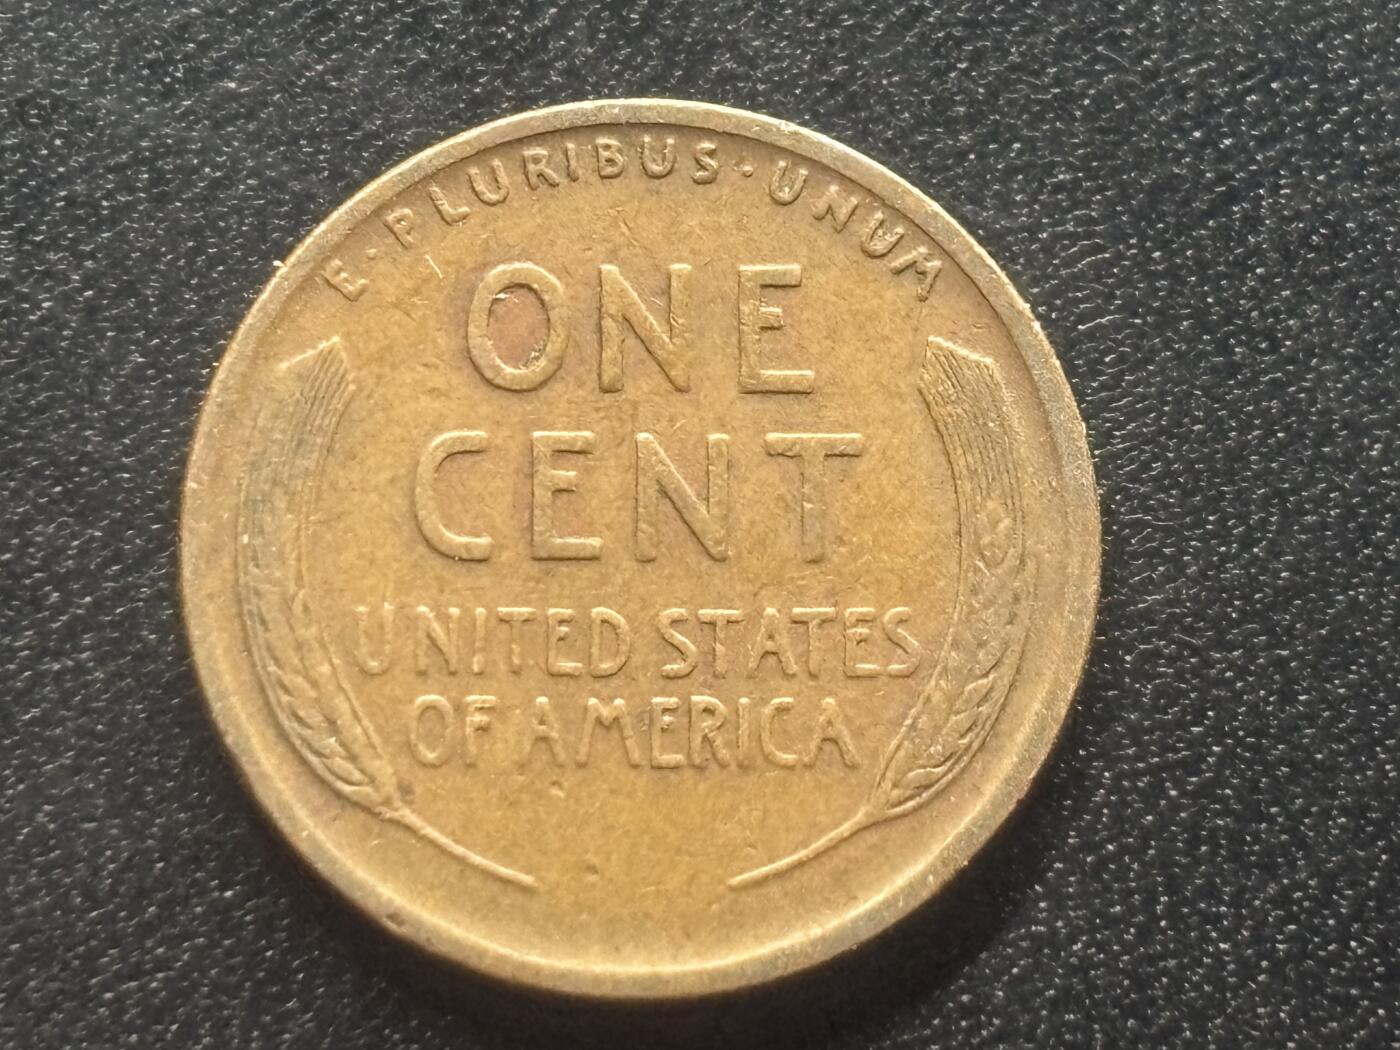 E·PLURIBUS·UNUM
ONE
CENT
UNITED STATES
OF AMERICA